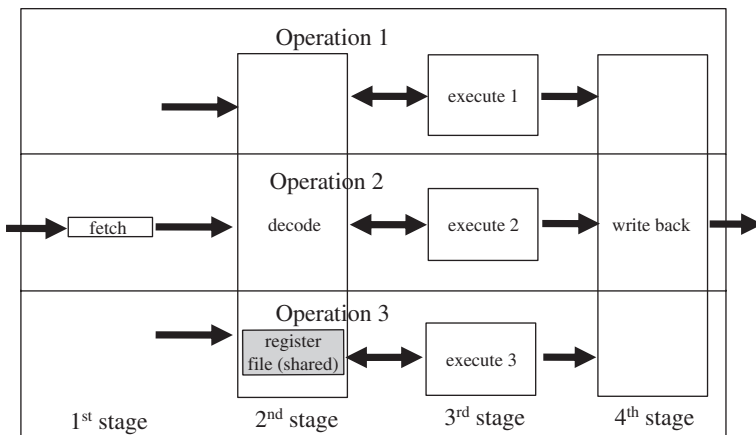 Operation 1
execute 1
Operation 2
fetch
decode
execute 2
write back
Operation 3
register
file (shared)
execute 3
1st stage
2nd stage
3rd stage
4th stage